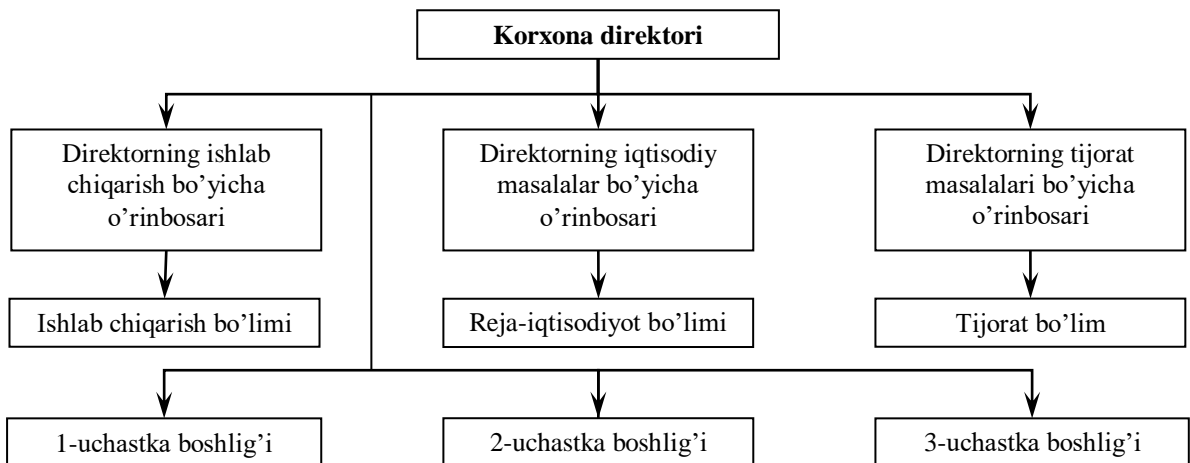 Korxona direktori
Direktorning ishlab
chiqarish bo’yicha
o’rinbosari
Direktorning iqtisodiy
masalalar bo’yicha
o’rinbosari
Direktorning tijorat
masalalari bo’yicha
o’rinbosari
Ishlab chiqarish bo’limi
Reja-iqtisodiyot bo’limi
Tijorat bo’lim
1-uchastka boshlig’i
2-uchastka boshlig’i
3-uchastka boshlig’i